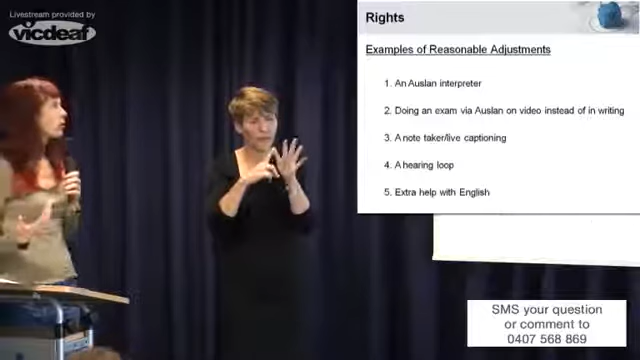 Livestream provided by
vicdeaf
Rights
Examples of Reasonable Adjustments
1. An Auslan interpreter
2. Doing an exam via Auslan on video instead of in writing
3. A note taker/live captioning
4. A hearing loop
5. Extra help with English
SMS your question
or comment to
0407 568 869